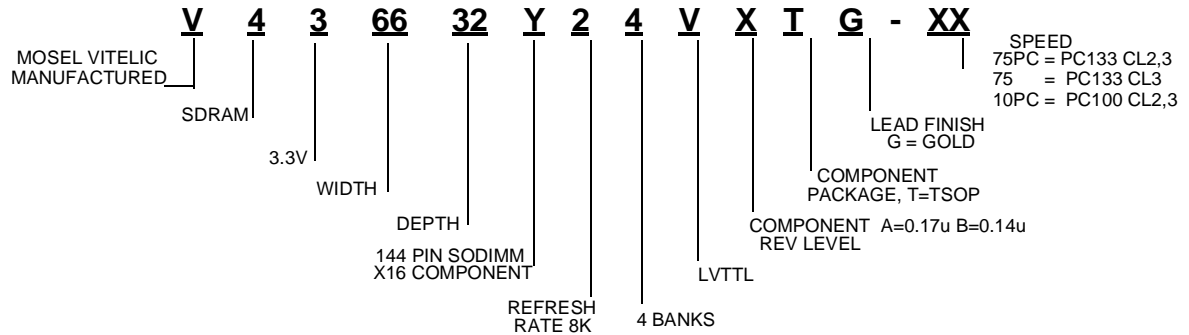 V 4 3 66 32 Y 2 4 V X T G - XX
MOSEL VITELIC
MANUFACTURED
SDRAM
3.3V
WIDTH
DEPTH
144 PIN SODIMM
X16 COMPONENT
REFRESH
RATE 8K
4 BANKS
LVTTL
COMPONENT A=0.17u B=0.14u
REV LEVEL
COMPONENT
PACKAGE, T=TSOP
LEAD FINISH
G = GOLD
SPEED
75PC = PC133 CL2,3
75 = PC133 CL3
10PC = PC100 CL2,3